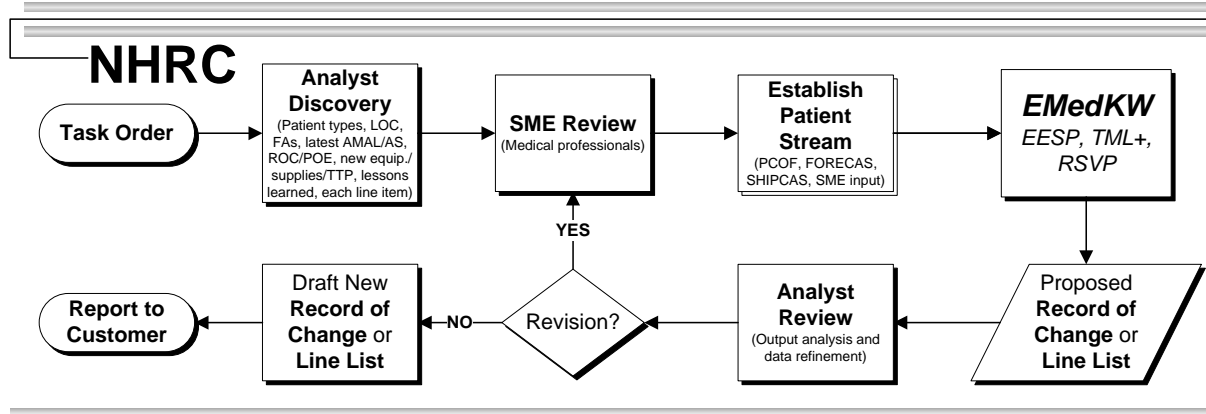 NHRC
Task Order
Analyst
Discovery
(Patient types, LOC,
FAs, latest AMAL/AS,
ROC/POE, new equip./
supplies/TTP, lessons
learned, each line item)
SME Review
(Medical professionals)
Establish
Patient
Stream
(PCOF, FORECAS,
SHIPCAS, SME input)
EMedKW
EESP, TML+,
RSVP
Proposed
Record of
Change or
Line List
Analyst
Review
(Output analysis and
data refinement)
Revision?
YES
NO
Draft New
Record of
Change or
Line List
Report to
Customer